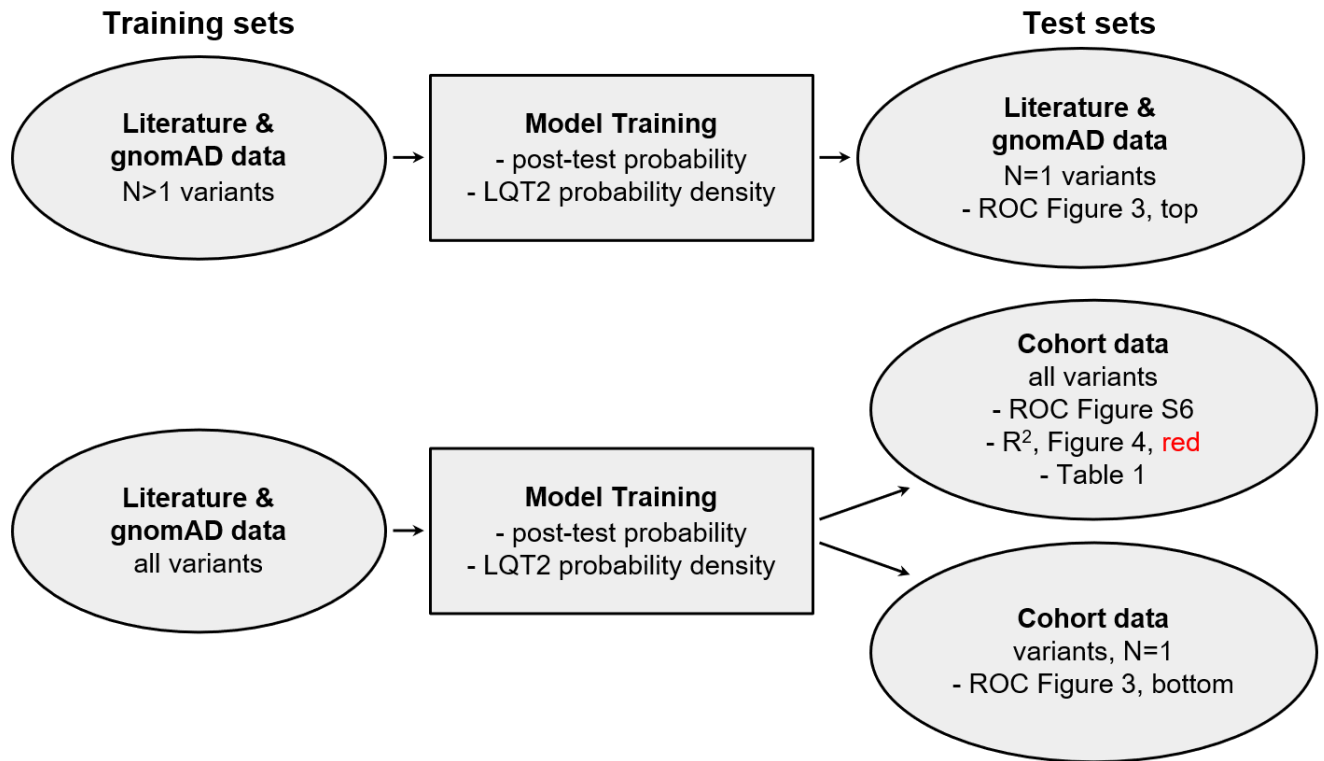 Training sets
Test sets
Literature &
gnomAD data
N>1 variants
Model Training
- post-test probability
- LQT2 probability density
Literature &
gnomAD data
N=1 variants
- ROC Figure 3, top
Literature &
gnomAD data
all variants
Model Training
- post-test probability
- LQT2 probability density
Cohort data
all variants
- ROC Figure S6
- R², Figure 4, red
- Table 1
Cohort data
variants, N=1
- ROC Figure 3, bottom